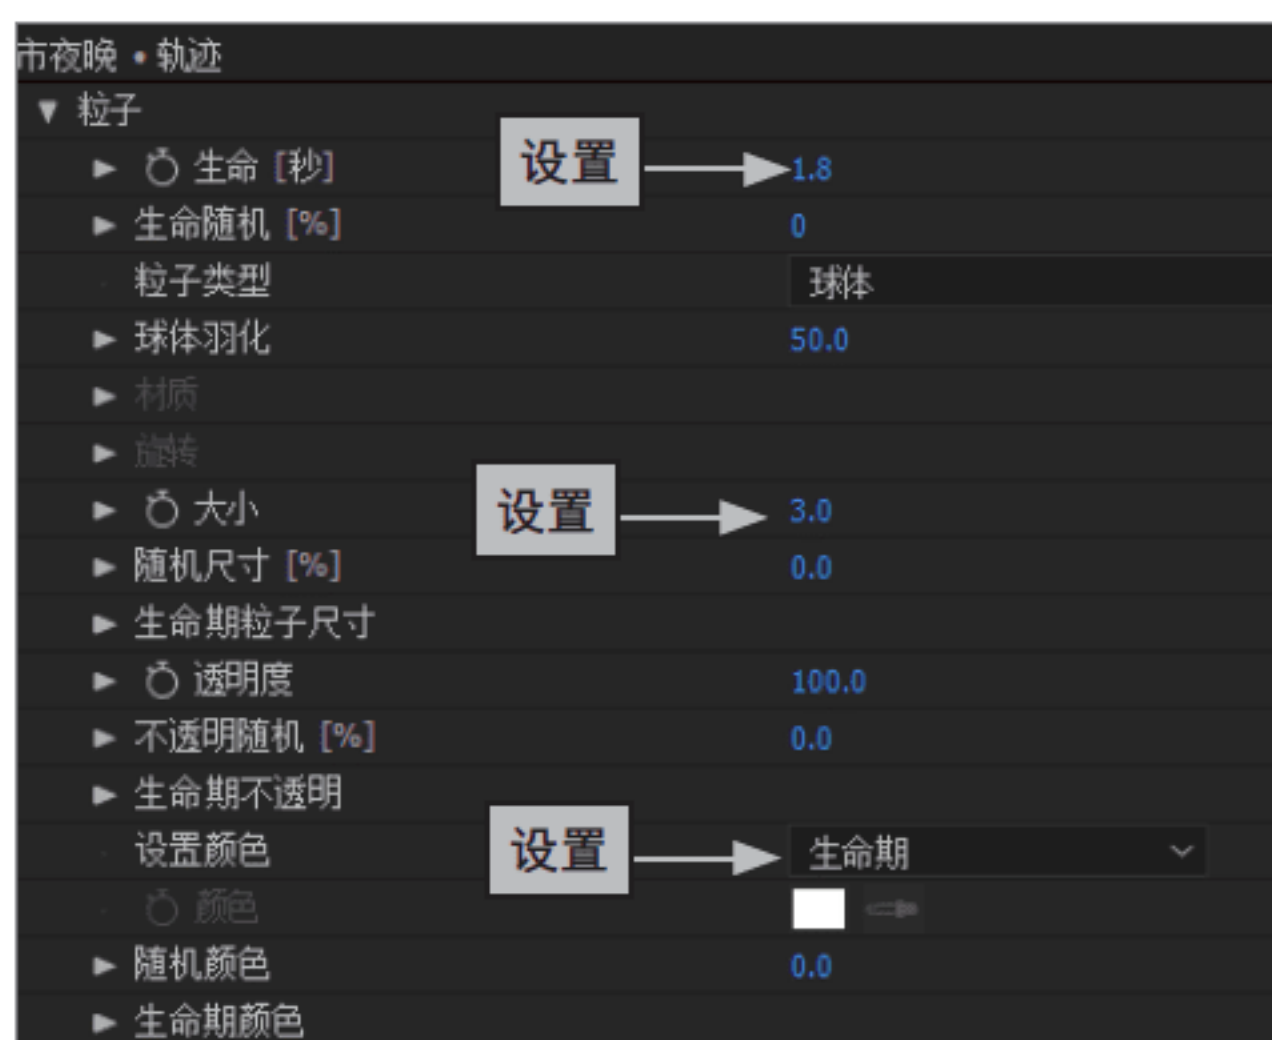 市夜晚 • 轨迹
▼ 粒子
生命 [秒] 设置 1.8
生命随机 [%] 0
粒子类型 球体
球体羽化 50.0
材质
旋转
大小 设置 3.0
随机尺寸 [%] 0.0
生命期粒子尺寸
透明度 100.0
不透明随机 [%] 0.0
生命期不透明
设置颜色 设置 生命期
颜色
随机颜色 0.0
生命期颜色